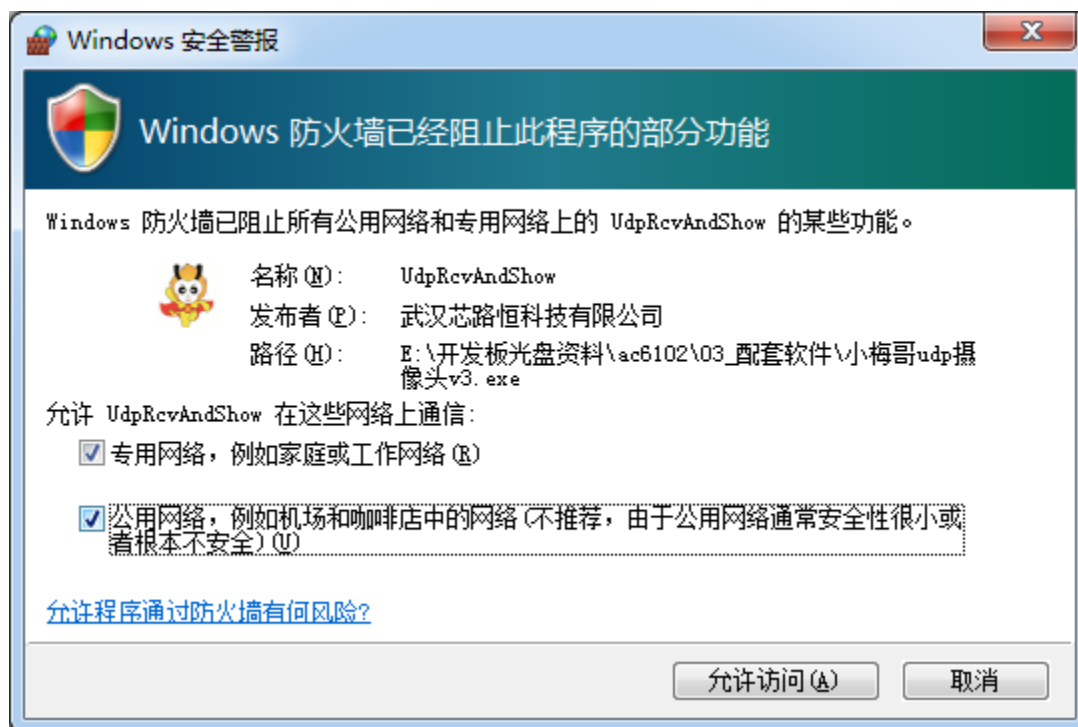 Windows 安全警报
Windows 防火墙已经阻止此程序的部分功能
Windows 防火墙已阻止所有公用网络和专用网络上的 UdpRcvAndShow 的某些功能。
名称(N): UdpRcvAndShow
发布者(P): 武汉芯路恒科技有限公司
路径(H): E:\开发板光盘资料\ac6102\03_配套软件\小梅哥udp摄
像头v3.exe
允许 UdpRcvAndShow 在这些网络上通信:
专用网络，例如家庭或工作网络(R)
公用网络，例如机场和咖啡店中的网络(不推荐，由于公用网络通常安全性很小或
者根本不安全)(U)
允许程序通过防火墙有何风险?
允许访问(A) 取消